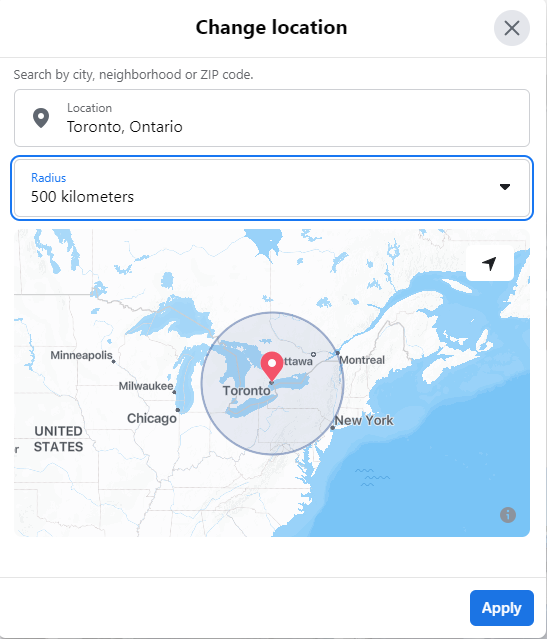 Change location
Search by city, neighborhood or ZIP code.
Location
Toronto, Ontario
Radius
500 kilometers
Minneapolis
ttawa
Montreal
Milwaukee
Toronto
Chicago
New York
UNITED
STATES
r
i
Apply